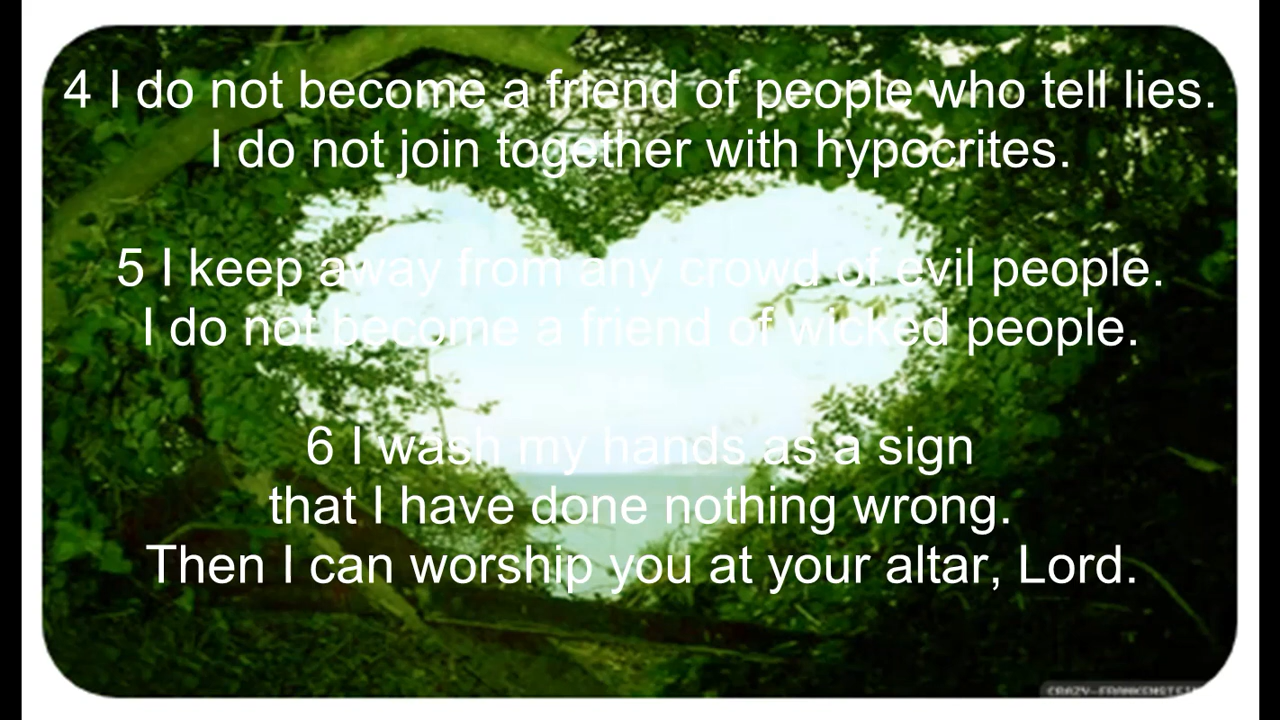 4 I do not become a friend of people who tell lies.
I do not join together with hypocrites.
5 I keep away from any crowd of evil people.
I do not become a friend of wicked people.
6 I wash my hands as a sign
that I have done nothing wrong.
Then I can worship you at your altar, Lord.